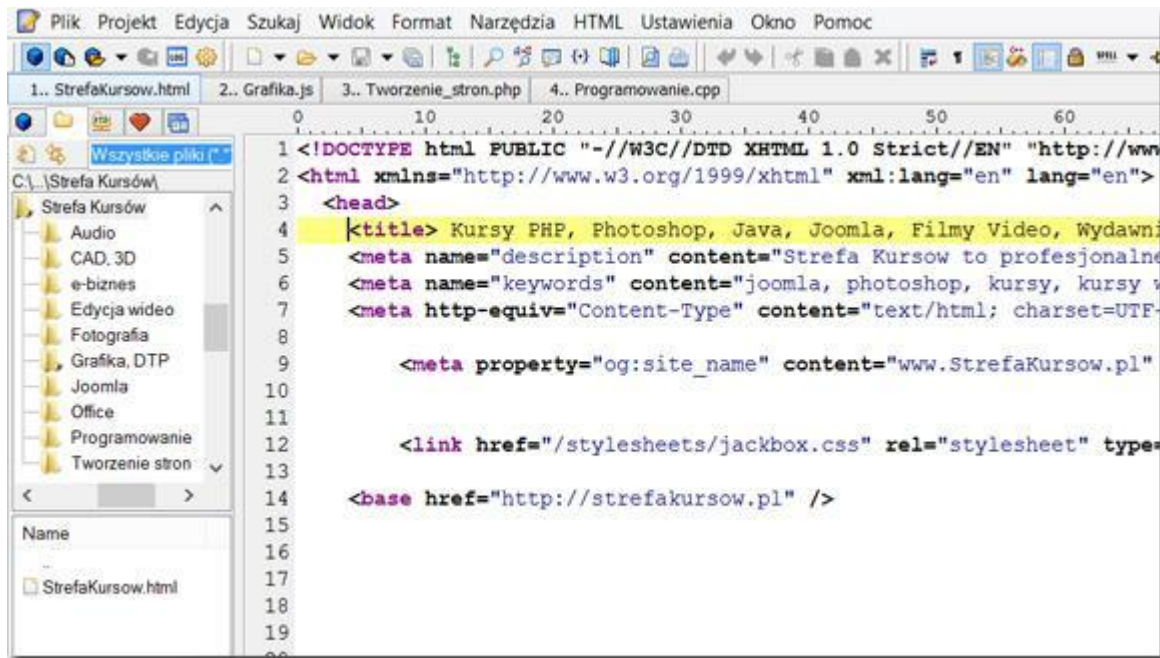 Plik Projekt Edycja Szukaj Widok Format Narzędzia HTML Ustawienia Okno Pomoc
1.. StrefaKursow.html 2.. Grafika.js 3.. Tworzenie_stron.php 4.. Programowanie.cpp
0 10 20 30 40 50 60
Wszystkie pliki (*.*
C:\...\Strefa Kursów\
Strefa Kursów
Audio
CAD, 3D
e-biznes
Edycja wideo
Fotografia
Grafika, DTP
Joomla
Office
Programowanie
Tworzenie stron
Name
..
StrefaKursow.html
1 <!DOCTYPE html PUBLIC "-//W3C//DTD XHTML 1.0 Strict//EN" "http://www
2 <html xmlns="http://www.w3.org/1999/xhtml" xml:lang="en" lang="en">
3 <head>
4 <title> Kursy PHP, Photoshop, Java, Joomla, Filmy Video, Wydawni
5 <meta name="description" content="Strefa Kursow to profesjonalne
6 <meta name="keywords" content="joomla, photoshop, kursy, kursy w
7 <meta http-equiv="Content-Type" content="text/html; charset=UTF-
8
9 <meta property="og:site_name" content="www.StrefaKursow.pl"
10
11
12 <link href="/stylesheets/jackbox.css" rel="stylesheet" type=
13
14 <base href="http://strefakursow.pl" />
15
16
17
18
19